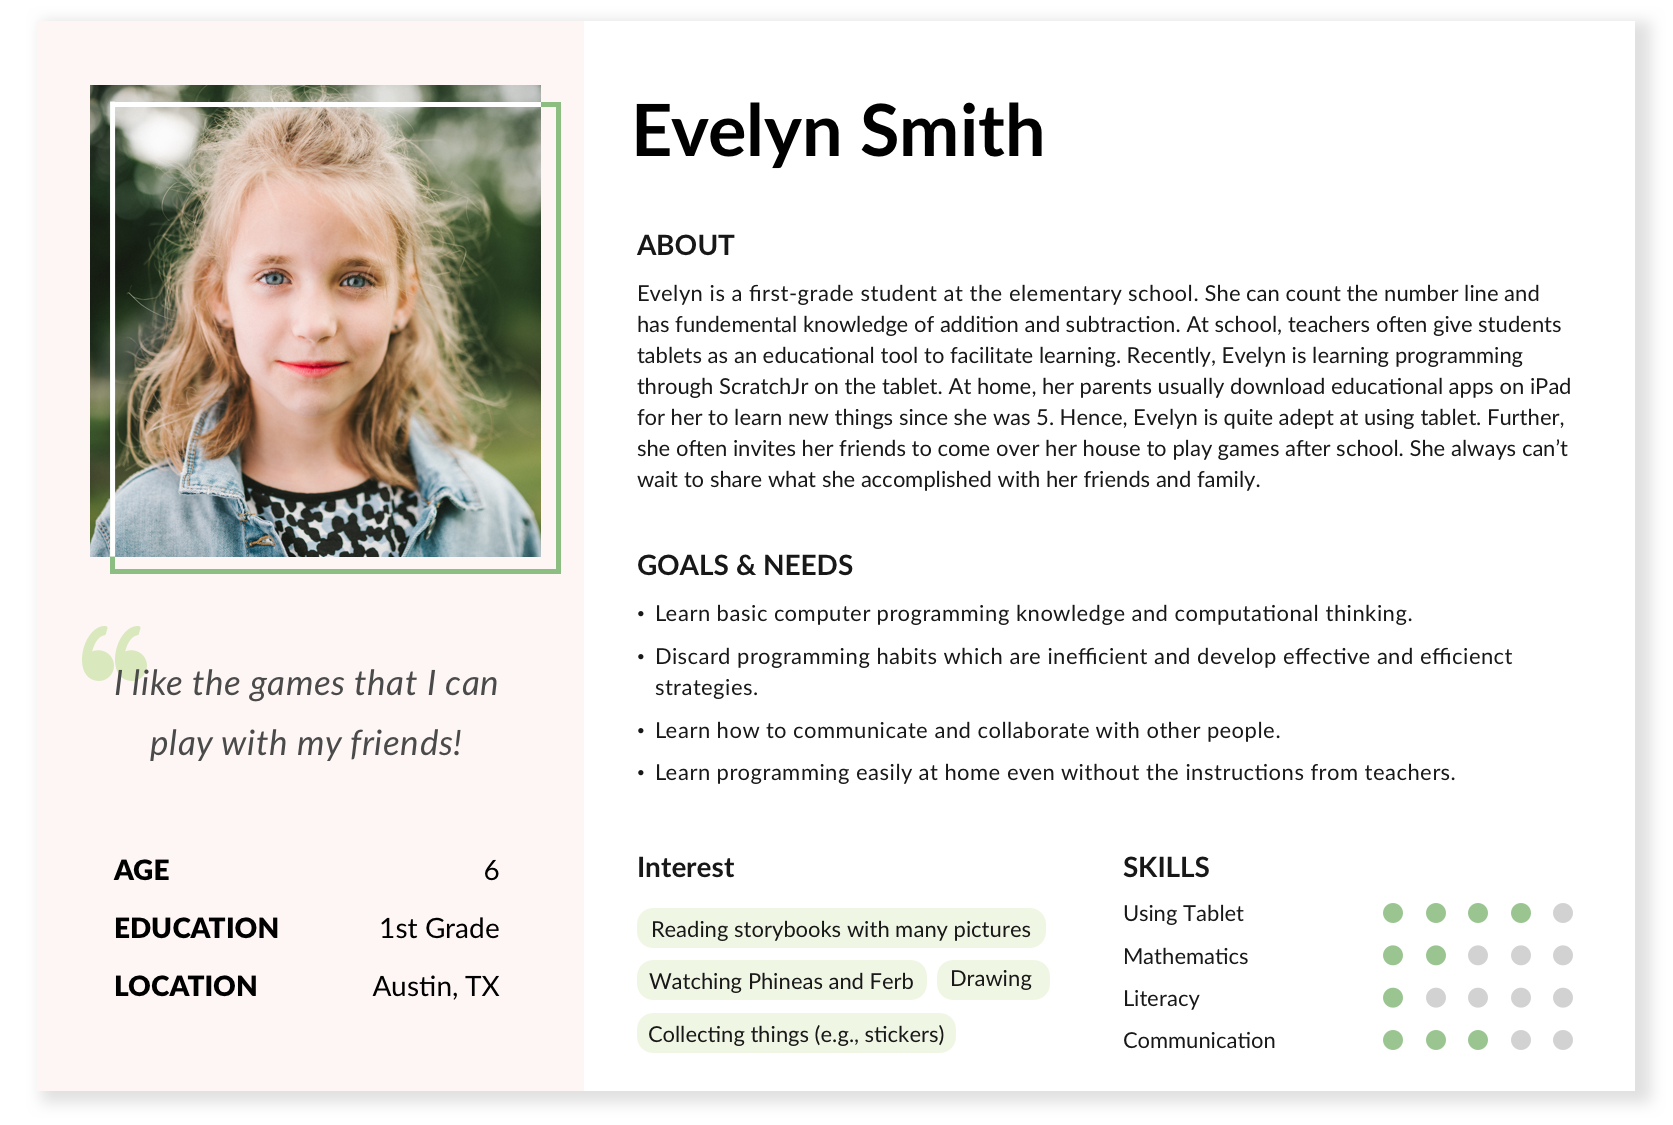 Evelyn Smith
ABOUT
Evelyn is a first-grade student at the elementary school. She can count the number line and
has fundemental knowledge of addition and subtraction. At school, teachers often give students
tablets as an educational tool to facilitate learning. Recently, Evelyn is learning programming
through ScratchJr on the tablet. At home, her parents usually download educational apps on iPad
for her to learn new things since she was 5. Hence, Evelyn is quite adept at using tablet. Further,
she often invites her friends to come over her house to play games after school. She always can’t
wait to share what she accomplished with her friends and family.
GOALS & NEEDS
• Learn basic computer programming knowledge and computational thinking.
• Discard programming habits which are inefficient and develop effective and efficienct
strategies.
• Learn how to communicate and collaborate with other people.
• Learn programming easily at home even without the instructions from teachers.
“I like the games that I can
play with my friends!
AGE 6
EDUCATION 1st Grade
LOCATION Austin, TX
Interest
Reading storybooks with many pictures
Watching Phineas and Ferb Drawing
Collecting things (e.g., stickers)
SKILLS
Using Tablet
Mathematics
Literacy
Communication